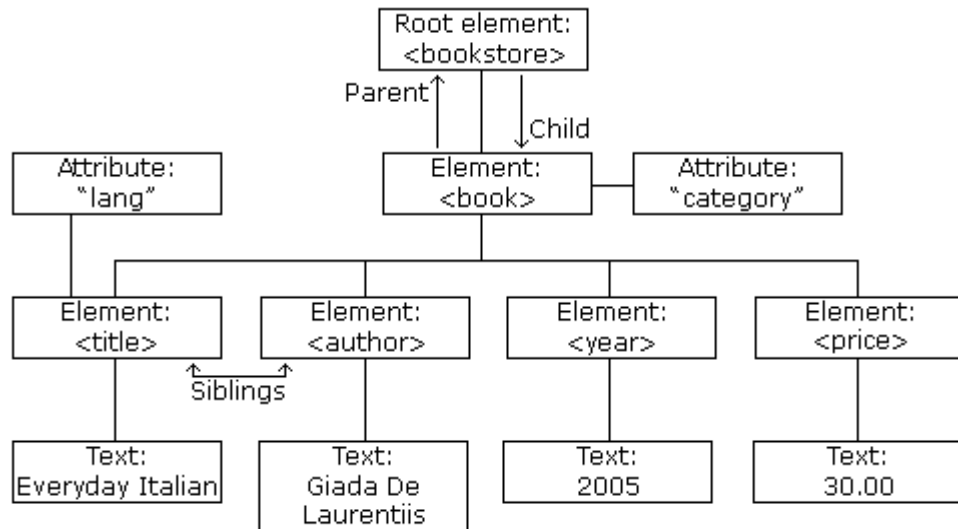 Root element:
<bookstore>
Parent
Child
Attribute:
“lang”
Element:
<book>
Attribute:
“category”
Element:
<title>
Element:
<author>
Element:
<year>
Element:
<price>
Siblings
Text:
Everyday Italian
Text:
Giada De
Laurentiis
Text:
2005
Text:
30.00